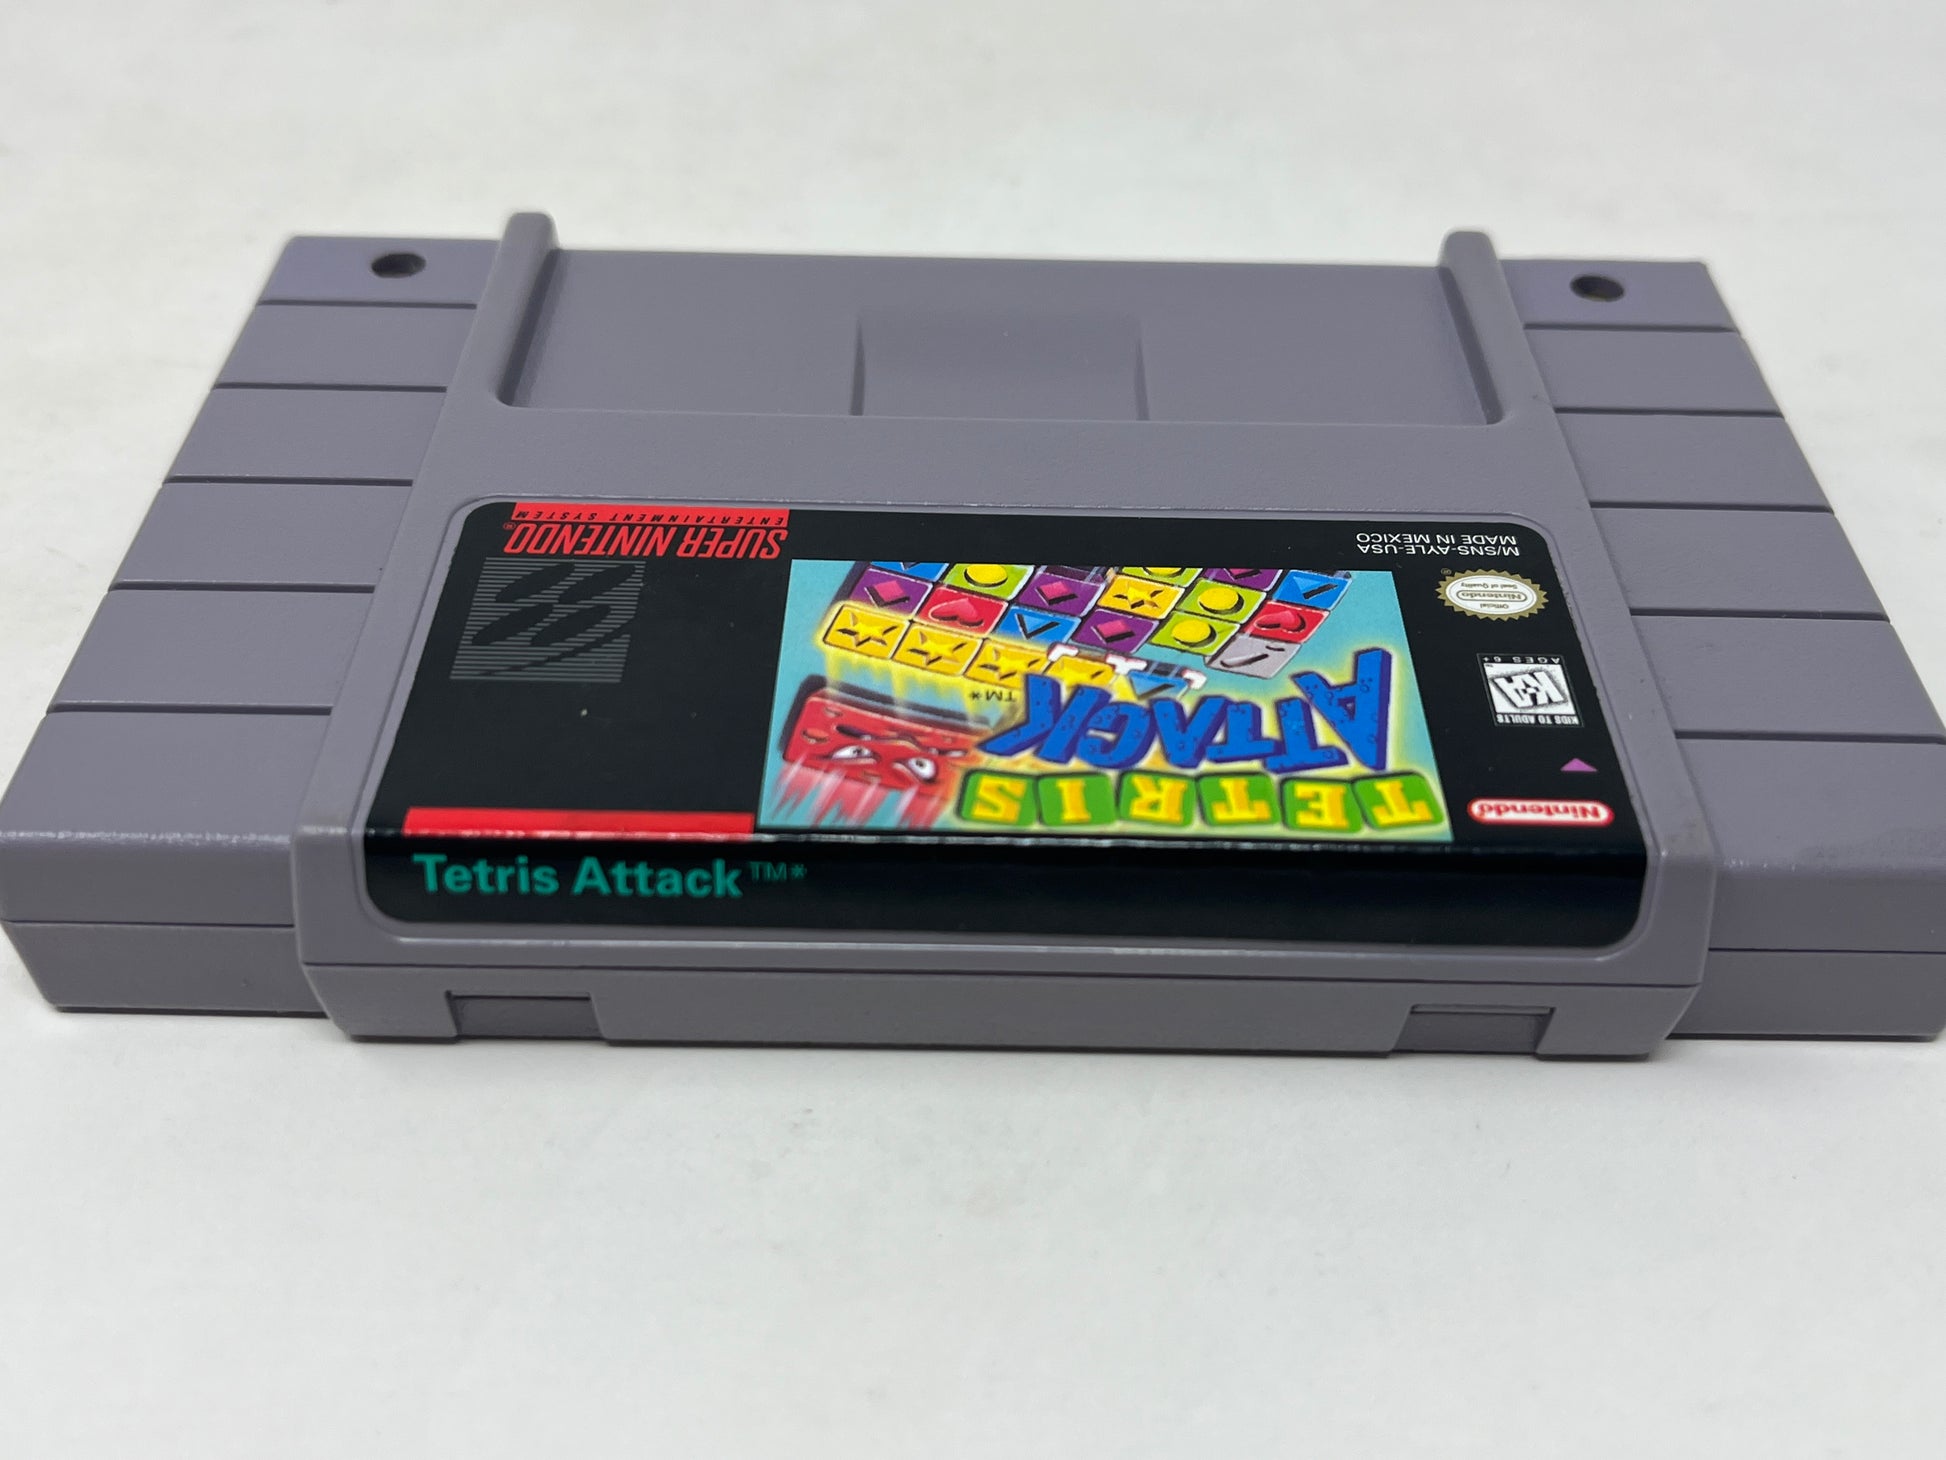 SUPER NINTENDO®
ENTERTAINMENT SYSTEM
M/SNS-AYLE-USA
MADE IN MEXICO
Official
Nintendo
Seal of Quality
®
KIDS TO ADULTS
K-A
AGES 6+
Nintendo®
TETRIS
ATTACK
TM*
Tetris Attack TM*